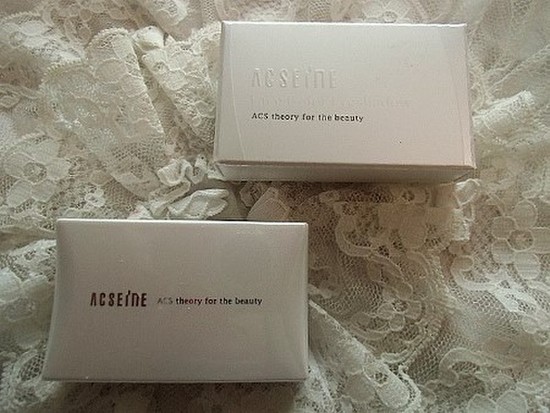 ACSEINE
ACS theory for the beauty
ACSEINE ACS theory for the beauty